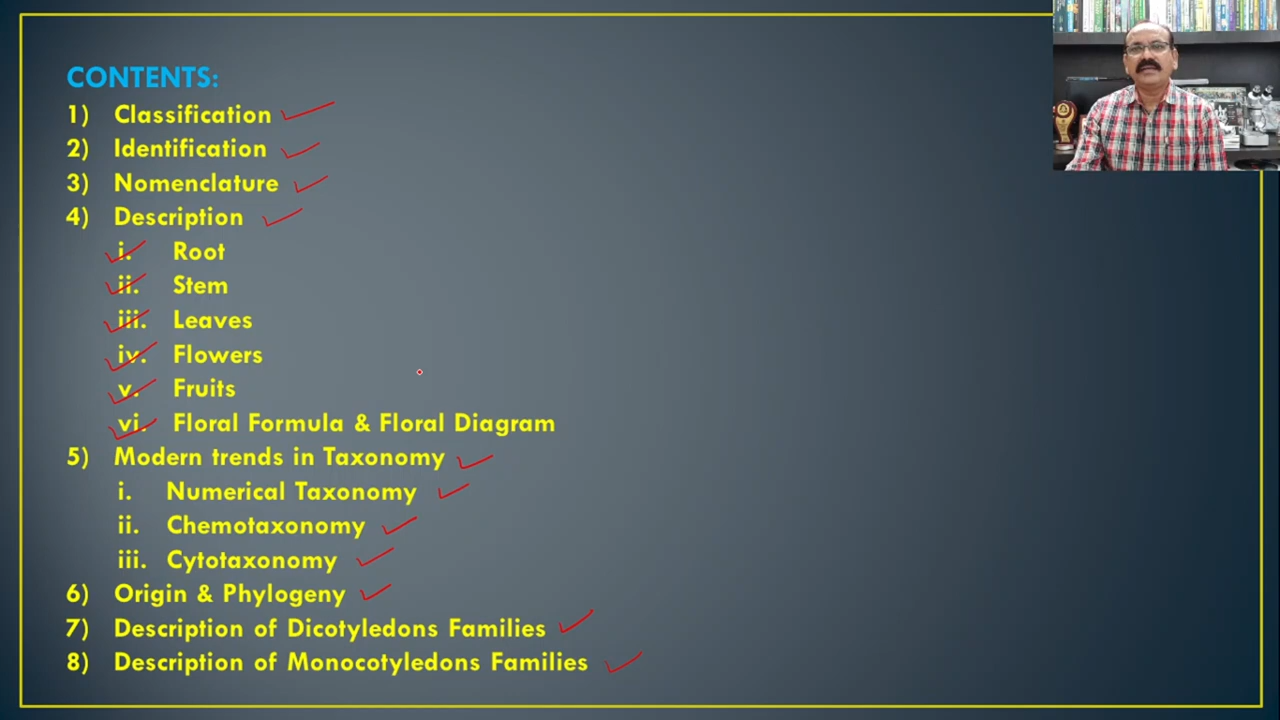 CONTENTS:
1) Classification
2) Identification
3) Nomenclature
4) Description
i. Root
ii. Stem
iii. Leaves
iv. Flowers
v. Fruits
vi. Floral Formula & Floral Diagram
5) Modern trends in Taxonomy
i. Numerical Taxonomy
ii. Chemotaxonomy
iii. Cytotaxonomy
6) Origin & Phylogeny
7) Description of Dicotyledons Families
8) Description of Monocotyledons Families